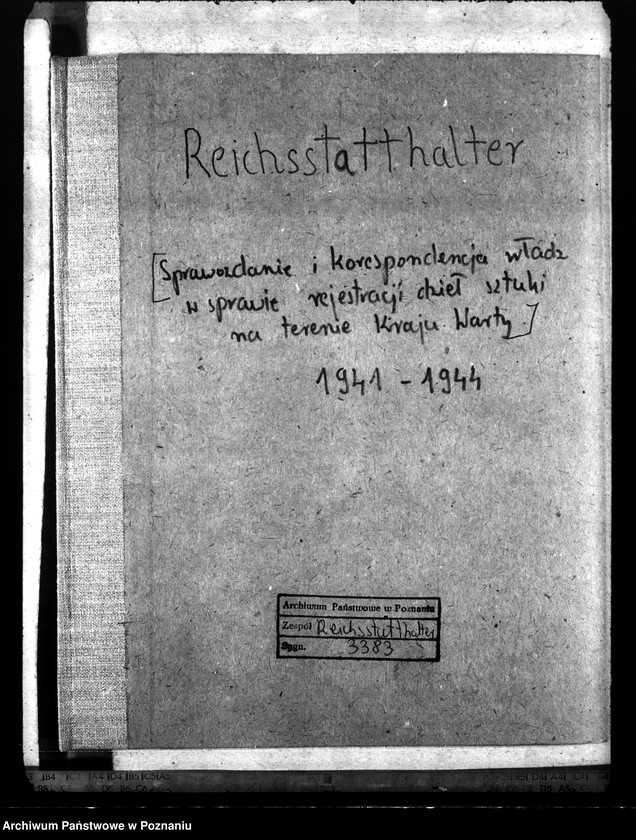 Reichsstatthalter
[Sprawozdanie i korespondencja władz
w sprawie rejestracji dzieł sztuki
na terenie Kraju Warty.]
1941 - 1944
Archiwum Państwowe w Poznaniu
Zespół Reichsstatthalter
Sygn. 3383
Archiwum Państwowe w Poznaniu